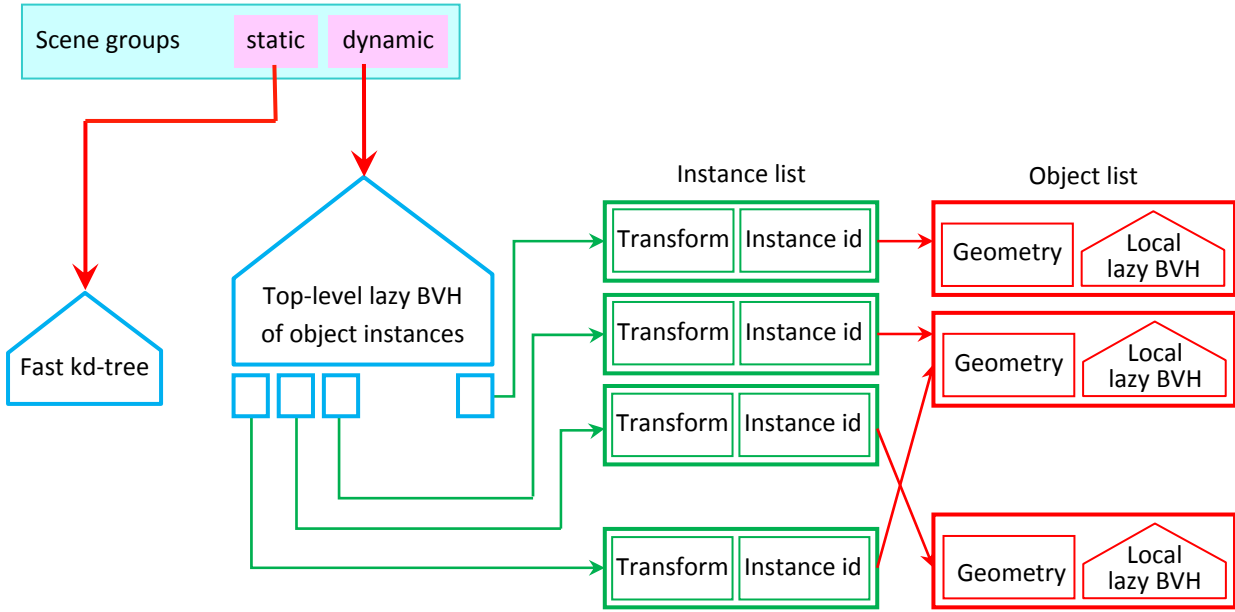 Scene groups static dynamic
Instance list
Object list
Transform Instance id
Geometry
Local
lazy BVH
Top-level lazy BVH
of object instances
Transform Instance id
Geometry
Local
lazy BVH
Fast kd-tree
Transform Instance id
Transform Instance id
Geometry
Local
lazy BVH